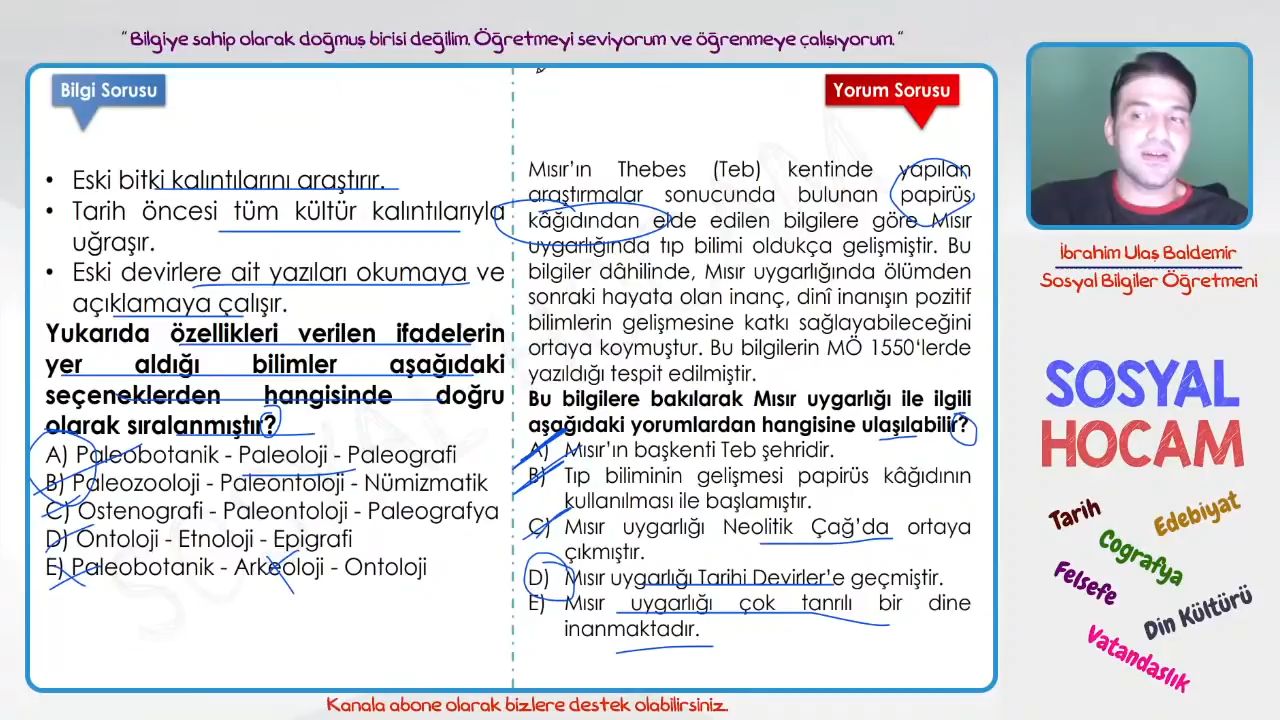 “Bilgiye sahip olarak doğmuş birisi değilim. Öğretmeyi seviyorum ve öğrenmeye çalışıyorum.”
Bilgi Sorusu
• Eski bitki kalıntılarını araştırır.
• Tarih öncesi tüm kültür kalıntılarıyla
uğraşır.
• Eski devirlere ait yazıları okumaya ve
açıklamaya çalışır.
Yukarıda özellikleri verilen ifadelerin
yer aldığı bilimler aşağıdaki
seçeneklerden hangisinde doğru
olarak sıralanmıştır?
A) Paleobotanik - Paleoloji - Paleografi
B) Paleozooloji - Paleontoloji - Nümizmatik
C) Ostenografi - Paleontoloji - Paleografya
D) Ontoloji - Etnoloji - Epigrafi
E) Paleobotanik - Arkeoloji - Ontoloji
Yorum Sorusu
Mısır’ın Thebes (Teb) kentinde yapılan
araştırmalar sonucunda bulunan papirüs
kâğıdından elde edilen bilgilere göre Mısır
uygarlığında tıp bilimi oldukça gelişmiştir. Bu
bilgiler dâhilinde, Mısır uygarlığında ölümden
sonraki hayata olan inanç, dinî inanışın pozitif
bilimlerin gelişmesine katkı sağlayabileceğini
ortaya koymuştur. Bu bilgilerin MÖ 1550‘lerde
yazıldığı tespit edilmiştir.
Bu bilgilere bakılarak Mısır uygarlığı ile ilgili
aşağıdaki yorumlardan hangisine ulaşılabilir?
A) Mısır’ın başkenti Teb şehridir.
B) Tıp biliminin gelişmesi papirüs kâğıdının
kullanılması ile başlamıştır.
C) Mısır uygarlığı Neolitik Çağ’da ortaya
çıkmıştır.
D) Mısır uygarlığı Tarihi Devirler’e geçmiştir.
E) Mısır uygarlığı çok tanrılı bir dine
inanmaktadır.
İbrahim Ulaş Baldemir
Sosyal Bilgiler Öğretmeni
SOSYAL
HOCAM
Tarih
Edebiyat
Coğrafya
Felsefe
Din Kültürü
Vatandaslık
Kanala abone olarak bizlere destek olabilirsiniz.